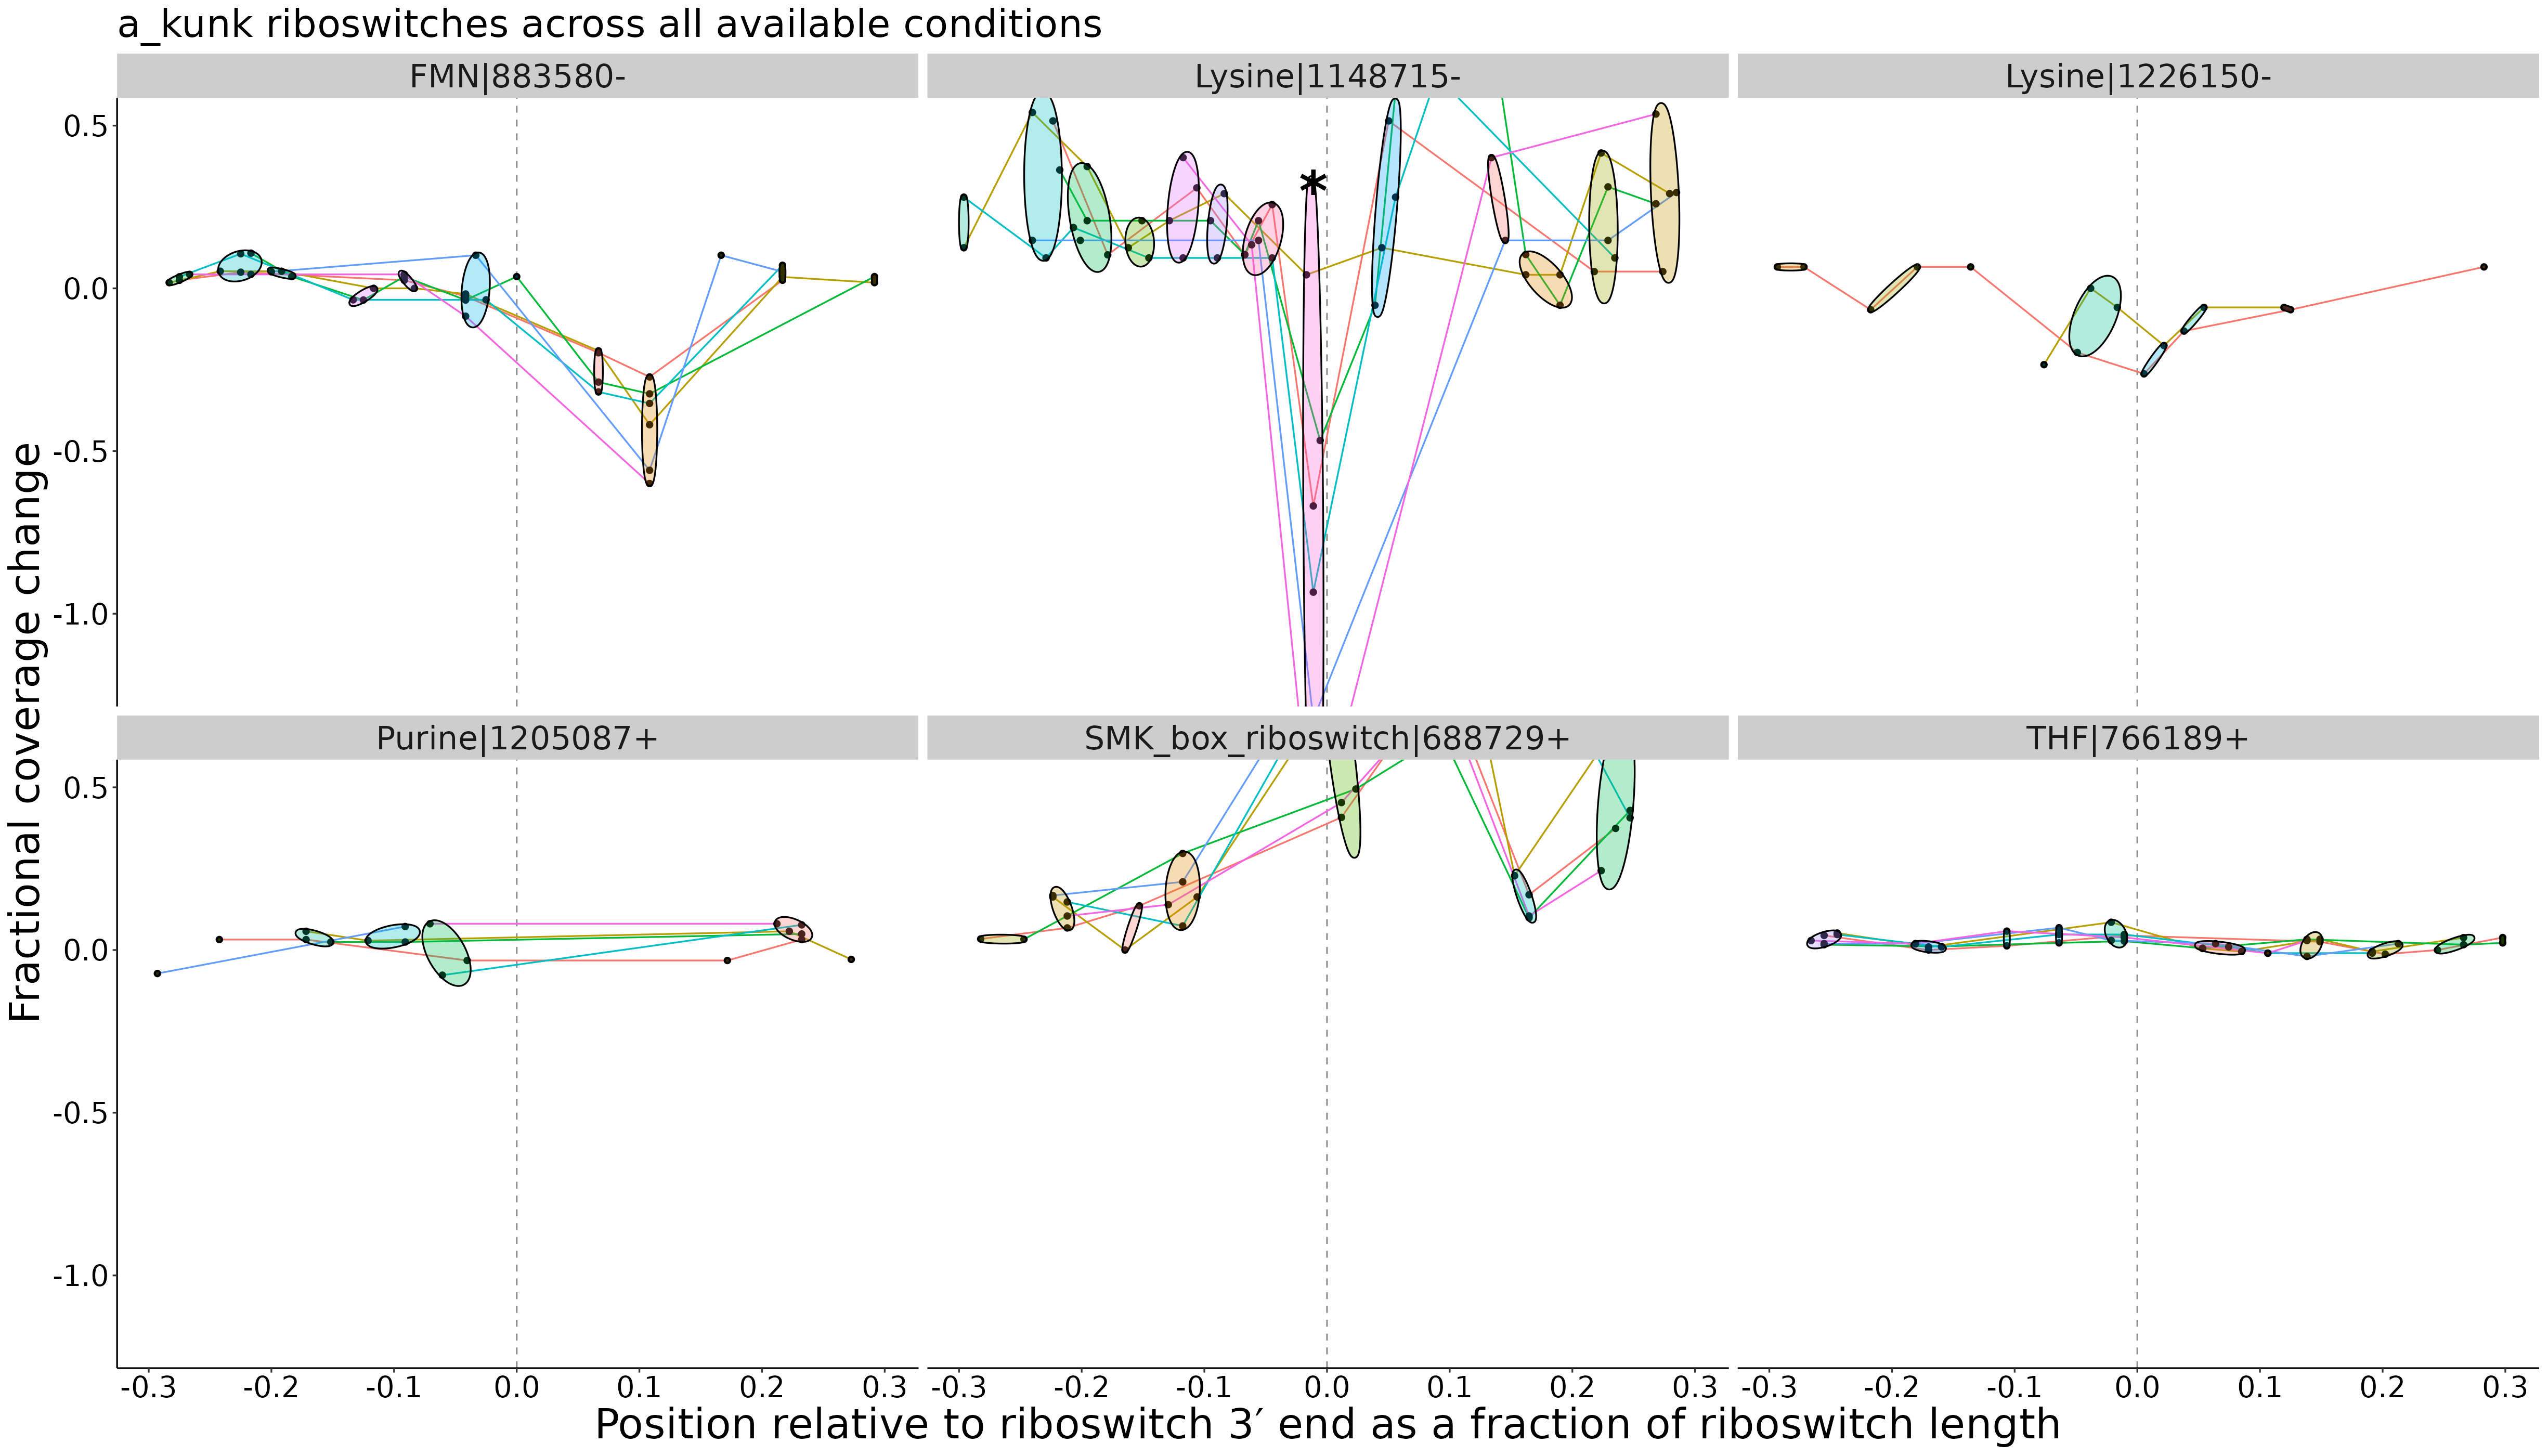 a_kunk riboswitches across all available conditions
FMN|883580-
Lysine|1148715-
Lysine|1226150-
0.5
0.0
-0.5
-1.0
*
Purine|1205087+
SMK_box_riboswitch|688729+
THF|766189+
0.5
0.0
-0.5
-1.0
-0.3 -0.2 -0.1 0.0 0.1 0.2 0.3
-0.3 -0.2 -0.1 0.0 0.1 0.2 0.3
-0.3 -0.2 -0.1 0.0 0.1 0.2 0.3
Position relative to riboswitch 3′ end as a fraction of riboswitch length
Fractional coverage change